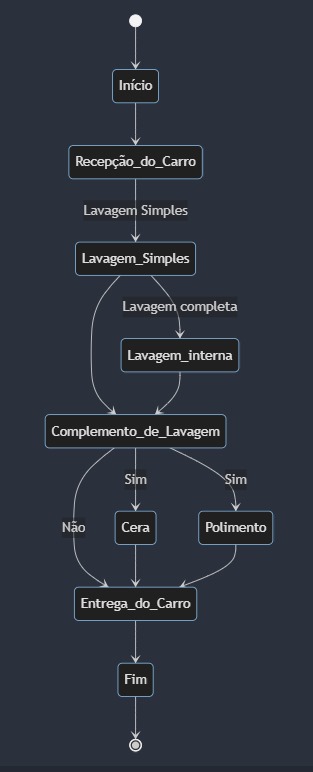 Início
Recepção_do_Carro
Lavagem Simples
Lavagem_Simples
Lavagem completa
Lavagem_interna
Complemento_de_Lavagem
Sim
Sim
Não
Cera
Polimento
Entrega_do_Carro
Fim